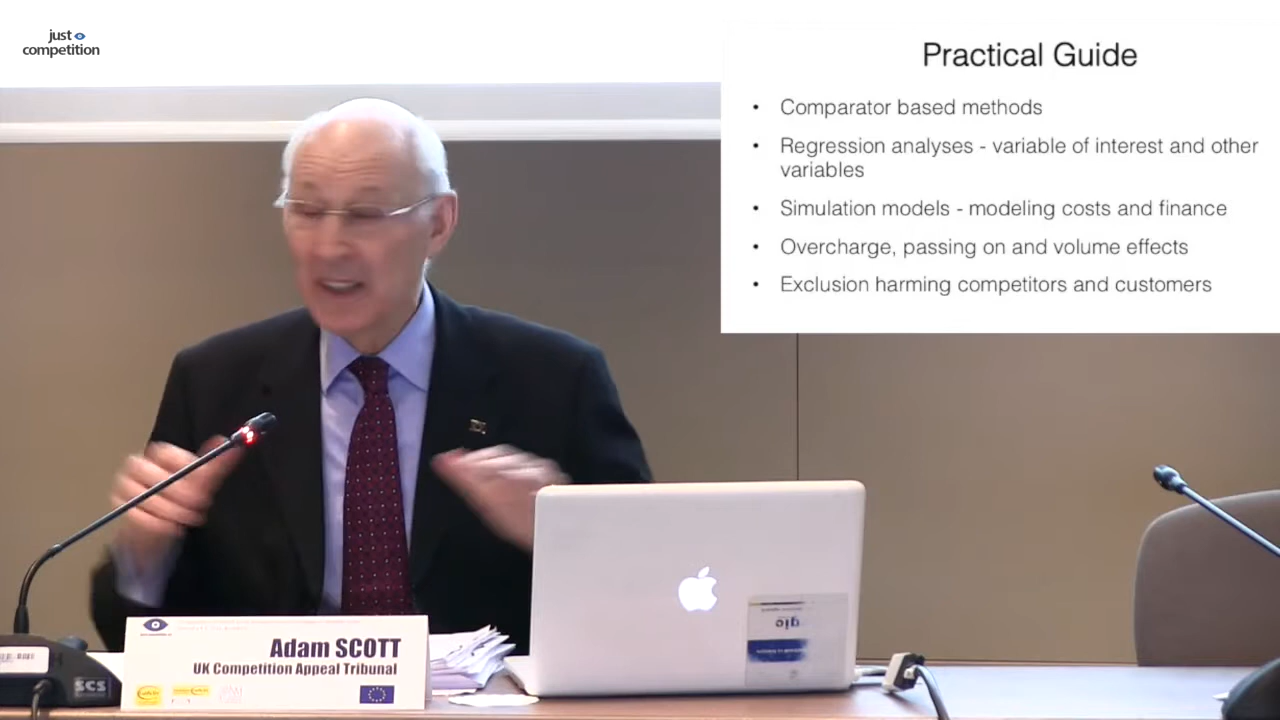 just
competition
Practical Guide
• Comparator based methods
• Regression analyses - variable of interest and other
variables
• Simulation models - modeling costs and finance
• Overcharge, passing on and volume effects
• Exclusion harming competitors and customers
Adam SCOTT
UK Competition Appeal Tribunal
SCS